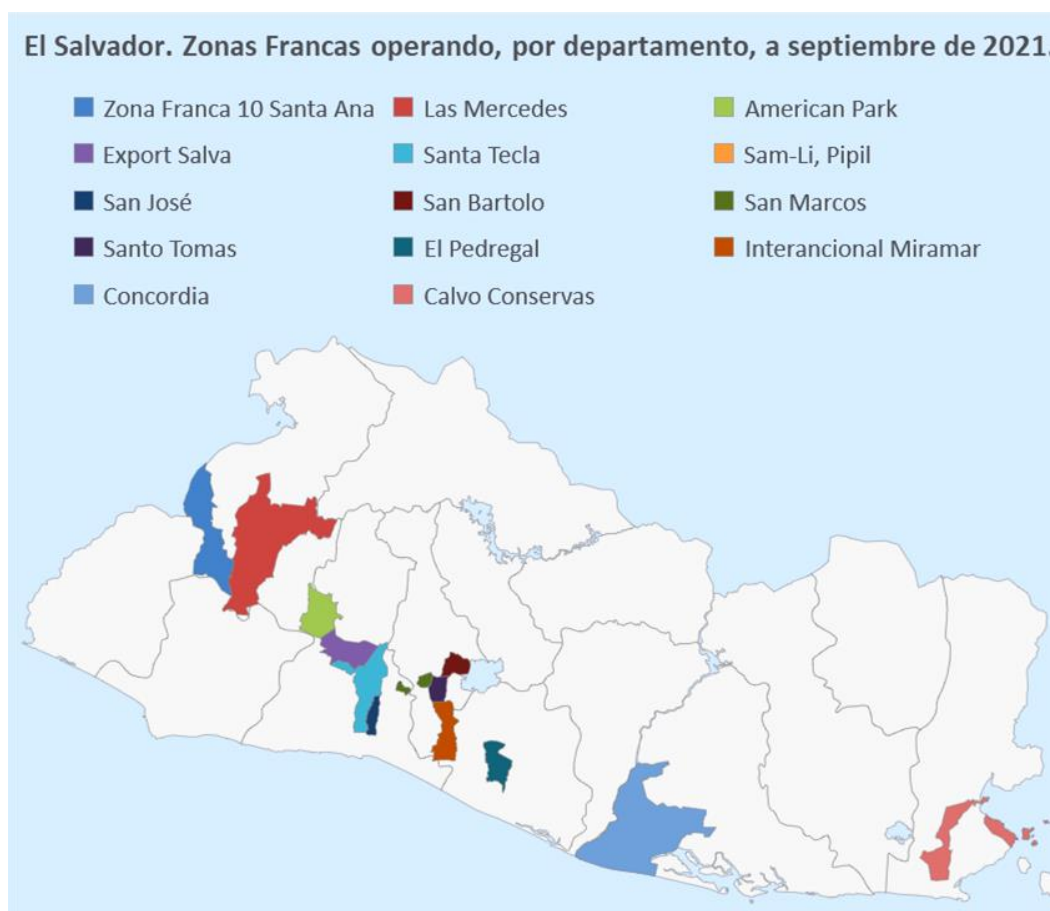 El Salvador. Zonas Francas operando, por departamento, a septiembre de 2021.
Zona Franca 10 Santa Ana Las Mercedes American Park
Export Salva Santa Tecla Sam-Li, Pipil
San José San Bartolo San Marcos
Santo Tomas El Pedregal Interancional Miramar
Concordia Calvo Conservas